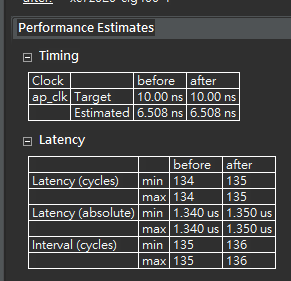 after:
Performance Estimates
Timing
Clock before after
ap_clk Target 10.00 ns 10.00 ns
Estimated 6.508 ns 6.508 ns
Latency
before after
Latency (cycles) min 134 135
max 134 135
Latency (absolute) min 1.340 us 1.350 us
max 1.340 us 1.350 us
Interval (cycles) min 135 136
max 135 136